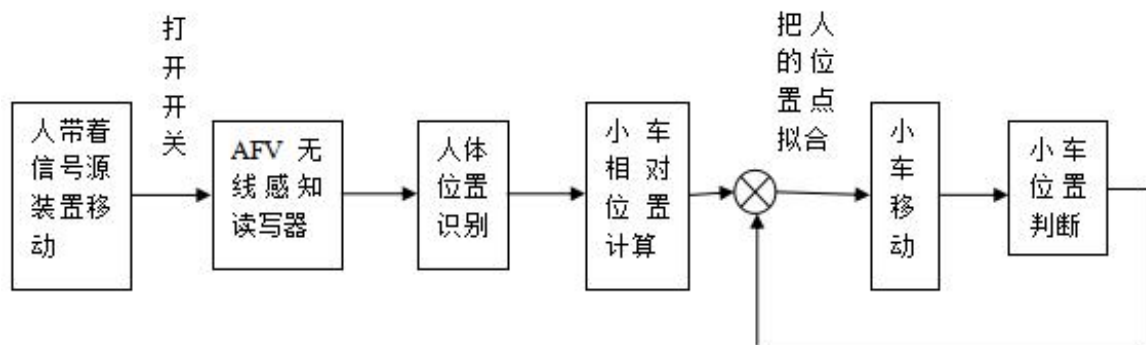 打
开
开
关
把人
的位
置点
拟合
人带着
信号源
装置移
动
AFV 无
线感知
读写器
人体
位置
识别
小车
相对
位置
计算
小
车
移
动
小车
位置
判断